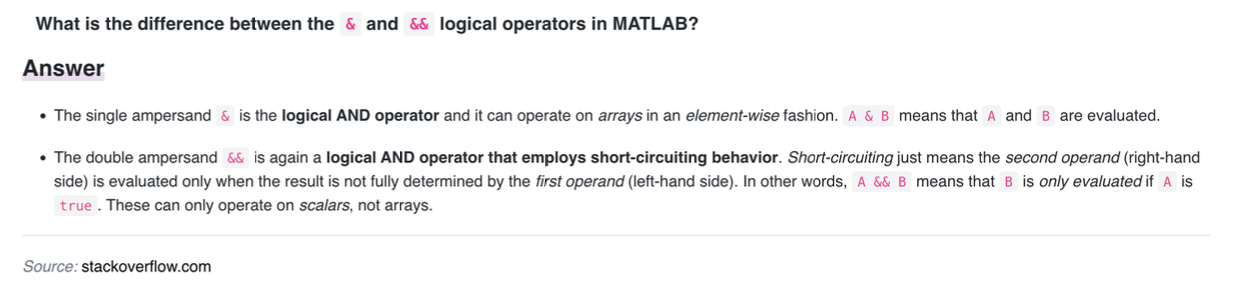 What is the difference between the & and && logical operators in MATLAB?
Answer
• The single ampersand & is the logical AND operator and it can operate on arrays in an element-wise fashion. A & B means that A and B are evaluated.
• The double ampersand && is again a logical AND operator that employs short-circuiting behavior. Short-circuiting just means the second operand (right-hand
side) is evaluated only when the result is not fully determined by the first operand (left-hand side). In other words, A && B means that B is only evaluated if A is
true . These can only operate on scalars, not arrays.
Source: stackoverflow.com